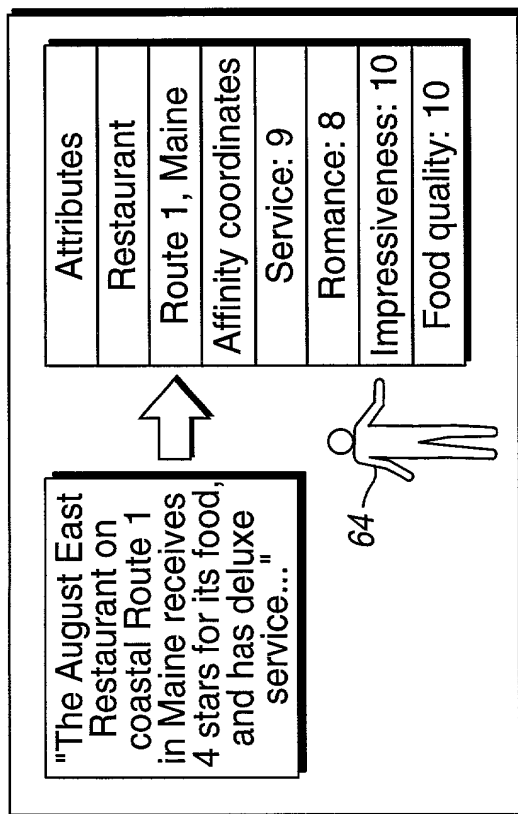 "The August East
Restaurant on
coastal Route 1
in Maine receives
4 stars for its food,
and has deluxe
service..."
64
Attributes
Restaurant
Route 1, Maine
Affinity coordinates
Service: 9
Romance: 8
Impressiveness: 10
Food quality: 10